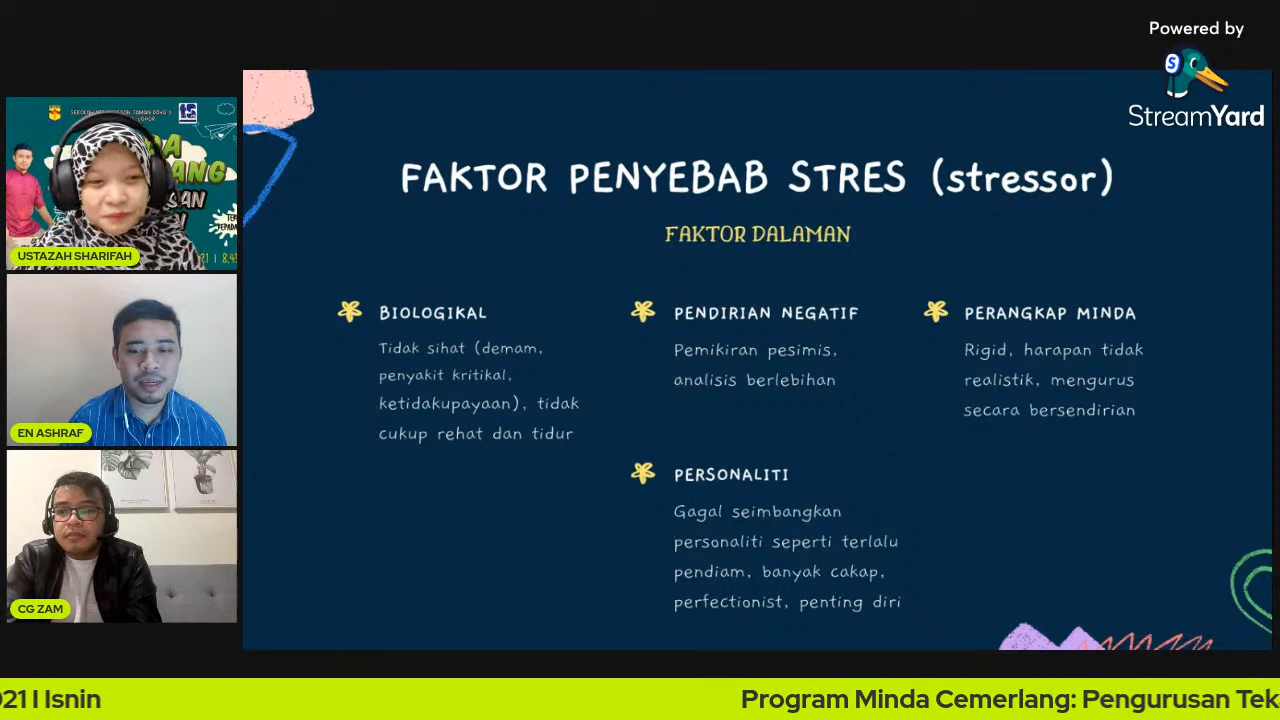 Powered by
StreamYard
FAKTOR PENYEBAB STRES (stressor)
FAKTOR DALAMAN
BIOLOGIKAL
Tidak sihat (demam,
penyakit kritikal,
ketidakupayaan), tidak
cukup rehat dan tidur
PENDIRIAN NEGATIF
Pemikiran pesimis,
analisis berlebihan
PERANGKAP MINDA
Rigid, harapan tidak
realistik, mengurus
secara bersendirian
PERSONALITI
Gagal seimbangkan
personaliti seperti terlalu
pendiam, banyak cakap,
perfectionist, penting diri
USTAZAH SHARIFAH
EN ASHRAF
CG ZAM
021 I Isnin
Program Minda Cemerlang: Pengurusan Tek